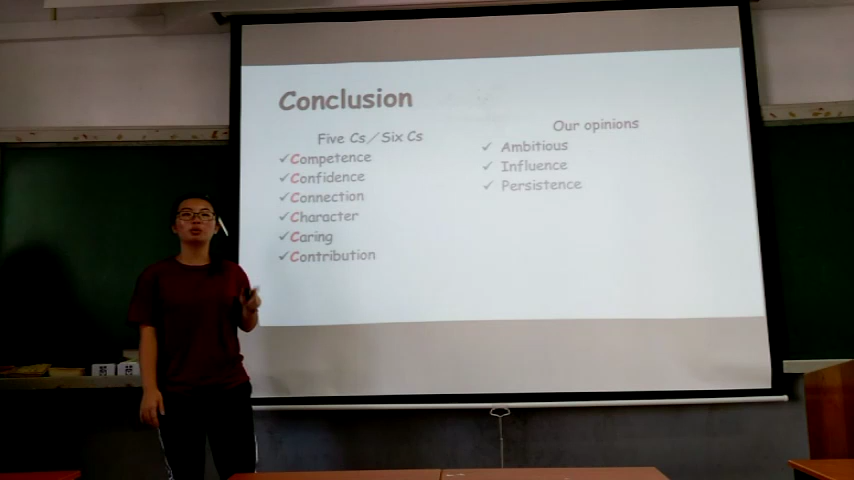 Conclusion
Five Cs／Six Cs
✓Competence
✓Confidence
✓Connection
✓Character
✓Caring
✓Contribution
Our opinions
✓ Ambitious
✓ Influence
✓ Persistence